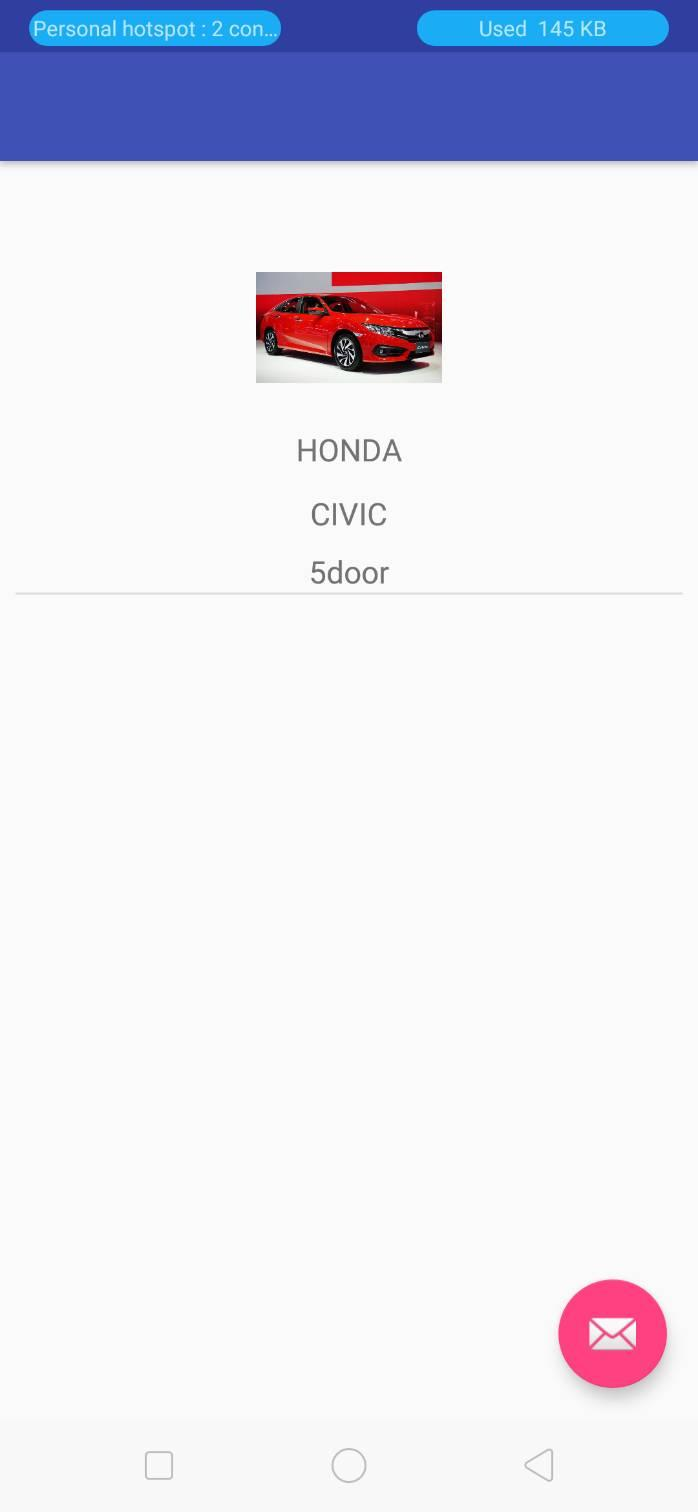 Personal hotspot : 2 con...
Used 145 KB
HONDA
CIVIC
5door